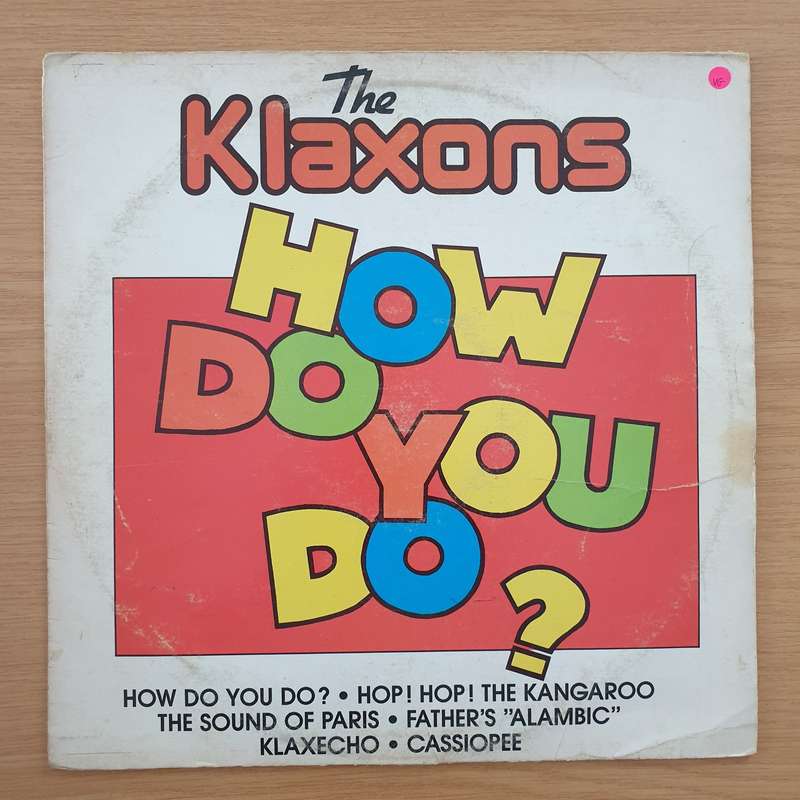 The
Klaxons
HOW
DO YOU
DO?
HOW DO YOU DO? • HOP! HOP! THE KANGAROO
THE SOUND OF PARIS • FATHER'S "ALAMBIC"
KLAXECHO • CASSIOPEE